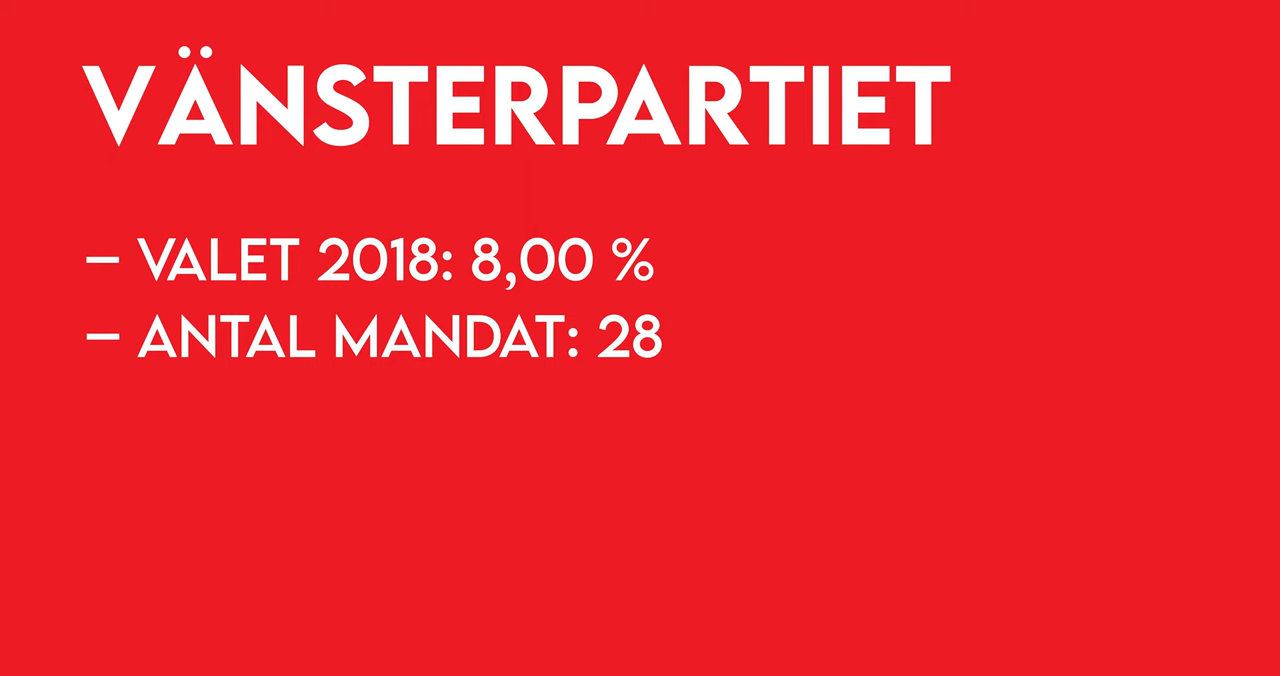 VÄNSTERPARTIET
– VALET 2018: 8,00 %
– ANTAL MANDAT: 28